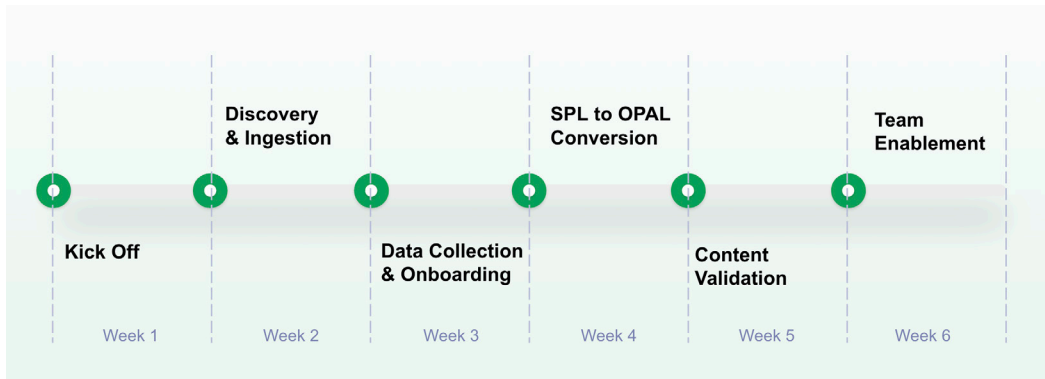 Discovery
& Ingestion
SPL to OPAL
Conversion
Team
Enablement
Kick Off
Data Collection
& Onboarding
Content
Validation
Week 1
Week 2
Week 3
Week 4
Week 5
Week 6